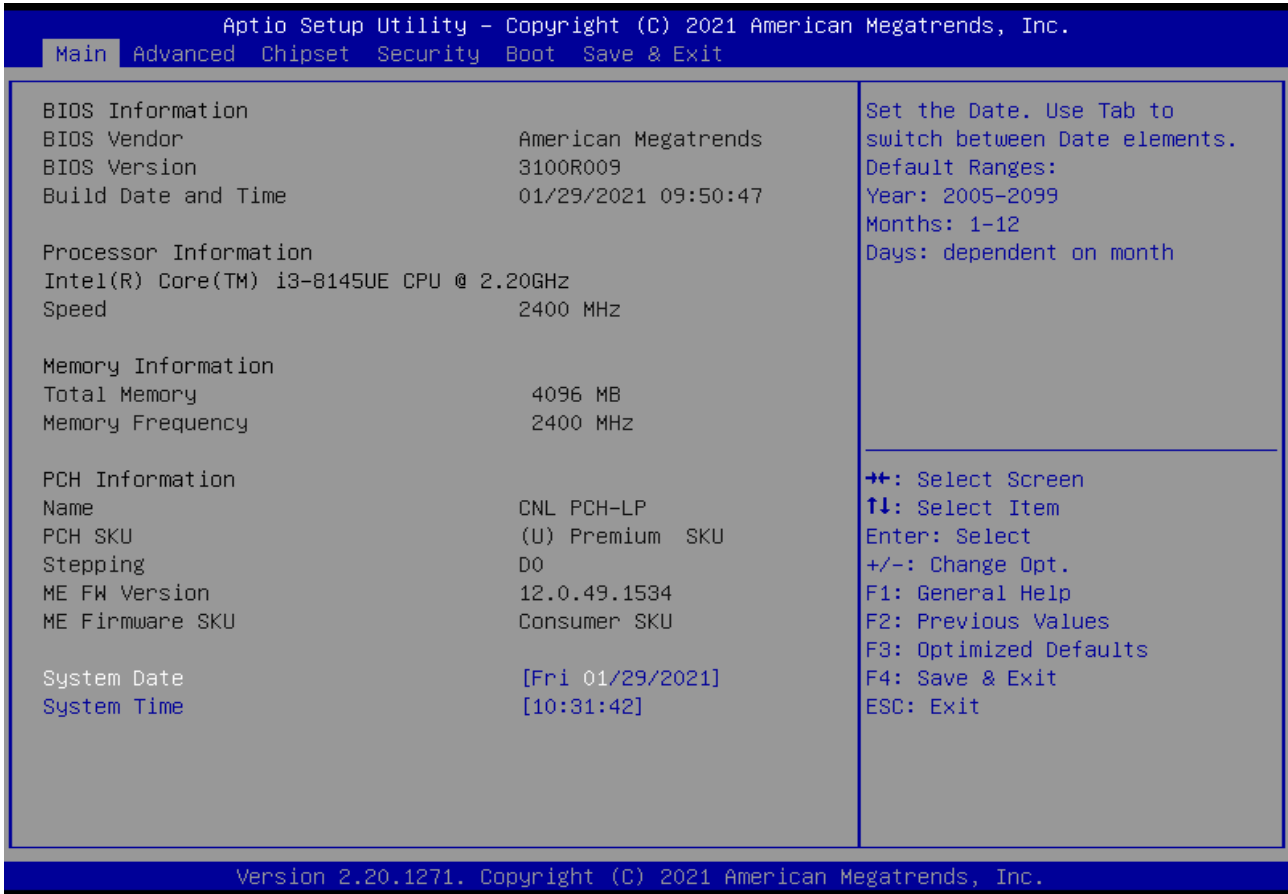 Aptio Setup Utility – Copyright (C) 2021 American Megatrends, Inc.
Main Advanced Chipset Security Boot Save & Exit
BIOS Information
BIOS Vendor American Megatrends
BIOS Version 3100R009
Build Date and Time 01/29/2021 09:50:47
Processor Information
Intel(R) Core(TM) i3-8145UE CPU @ 2.20GHz
Speed 2400 MHz
Memory Information
Total Memory 4096 MB
Memory Frequency 2400 MHz
PCH Information
Name CNL PCH-LP
PCH SKU (U) Premium SKU
Stepping D0
ME FW Version 12.0.49.1534
ME Firmware SKU Consumer SKU
System Date [Fri 01/29/2021]
System Time [10:31:42]
Set the Date. Use Tab to
switch between Date elements.
Default Ranges:
Year: 2005-2099
Months: 1-12
Days: dependent on month
→←: Select Screen
↑↓: Select Item
Enter: Select
+/-: Change Opt.
F1: General Help
F2: Previous Values
F3: Optimized Defaults
F4: Save & Exit
ESC: Exit
Version 2.20.1271. Copyright (C) 2021 American Megatrends, Inc.